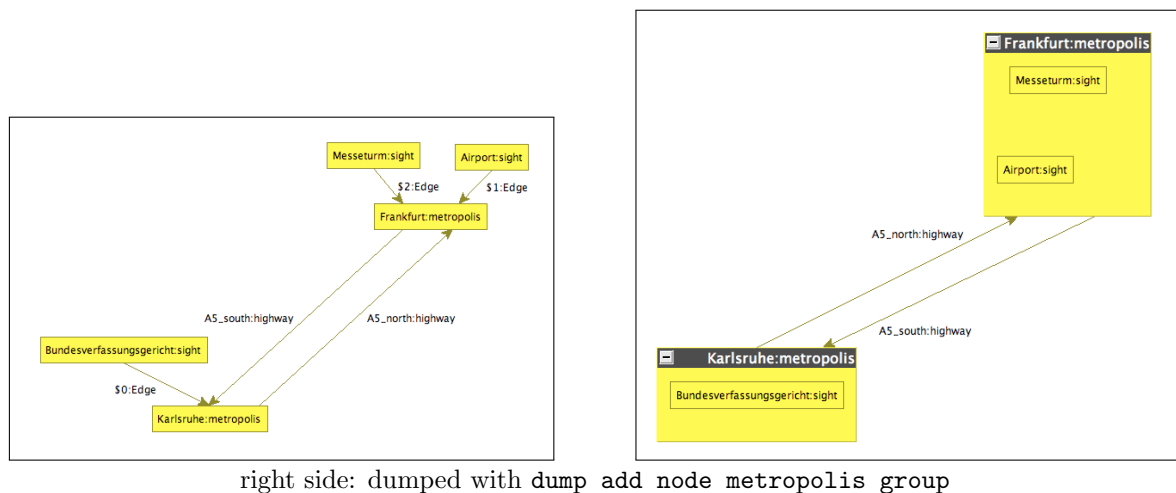 Messeturm:sight
Airport:sight
$2:Edge
$1:Edge
Frankfurt:metropolis
A5_south:highway
A5_north:highway
Bundesverfassungsgericht:sight
$0:Edge
Karlsruhe:metropolis
Frankfurt:metropolis
Messeturm:sight
Airport:sight
A5_north:highway
A5_south:highway
Karlsruhe:metropolis
Bundesverfassungsgericht:sight
right side: dumped with dump add node metropolis group